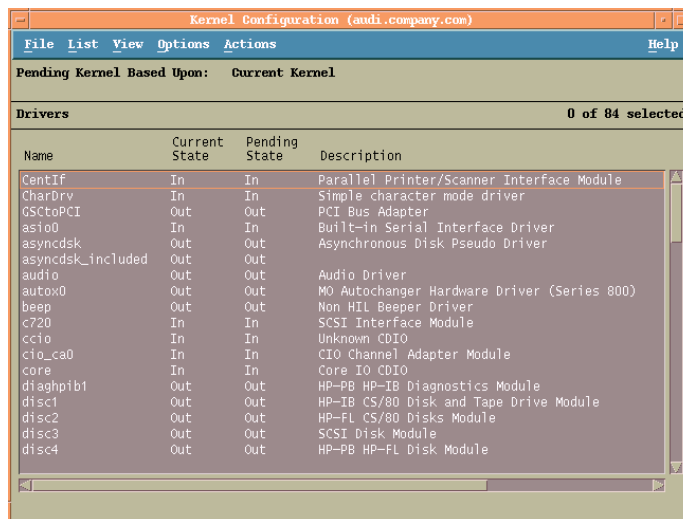 Kernel Configuration (audi.company.com)
File List View Options Actions Help
Pending Kernel Based Upon: Current Kernel
Drivers 0 of 84 selected
Current Pending
Name State State Description
CentIf In In Parallel Printer/Scanner Interface Module
CharDrv In In Simple character mode driver
GSCtoPCI Out Out PCI Bus Adapter
asio0 In In Built-in Serial Interface Driver
asyncdsk Out Out Asynchronous Disk Pseudo Driver
asyncdsk_included Out Out
audio Out Out Audio Driver
autox0 Out Out MO Autochanger Hardware Driver (Series 800)
beep Out Out Non HIL Beeper Driver
c720 In In SCSI Interface Module
ccio In In Unknown CDIO
cio_ca0 In In CIO Channel Adapter Module
core In In Core IO CDIO
diaghpib1 Out Out HP-PB HP-IB Diagnostics Module
disc1 Out Out HP-IB CS/80 Disk and Tape Drive Module
disc2 Out Out HP-FL CS/80 Disks Module
disc3 Out Out SCSI Disk Module
disc4 Out Out HP-PB HP-FL Disk Module